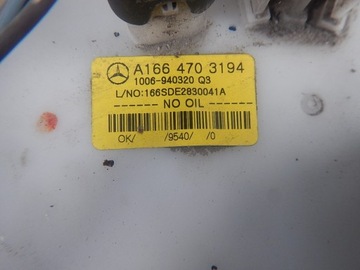 A166 470 3194
1006-940320 Q3
L/NO:166SDE2830041A
------ NO OIL ------
OK/ /9540/ /0